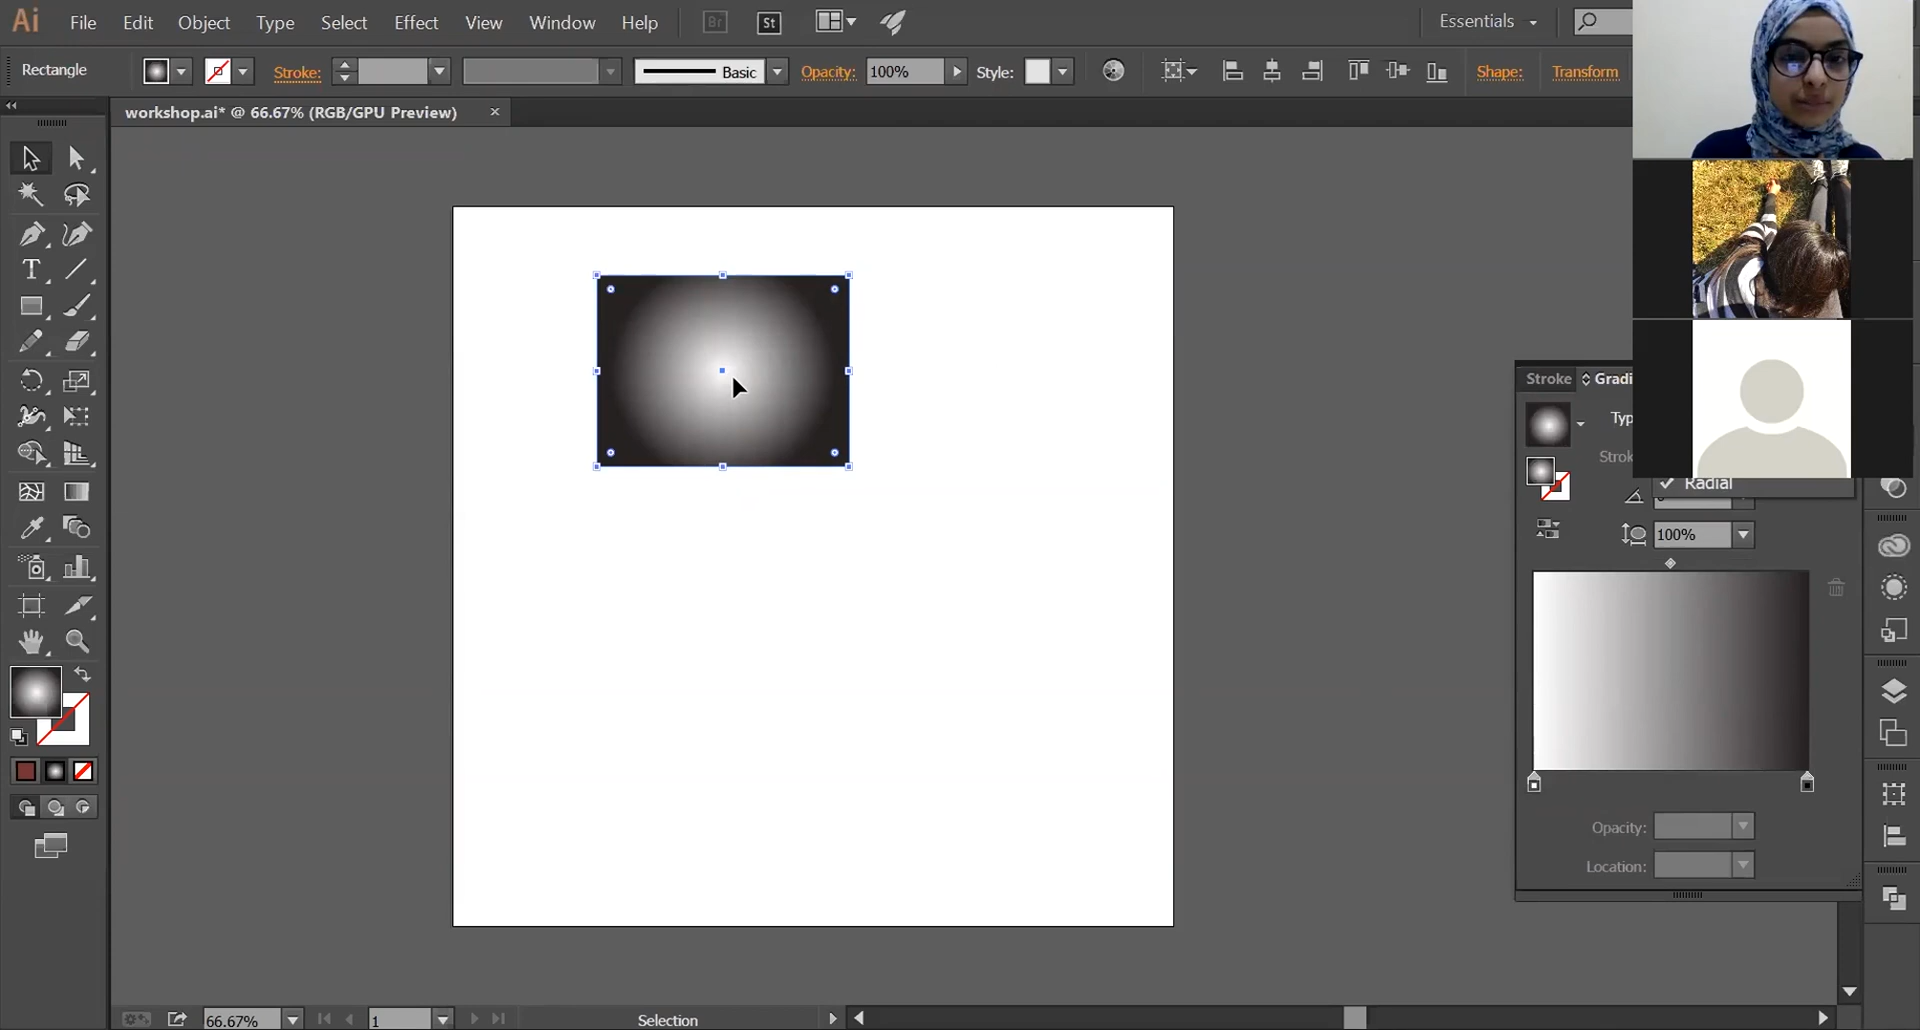 Ai File Edit Object Type Select Effect View Window Help Br St Essentials
Rectangle Stroke: Basic Opacity: 100% Style: Shape: Transform
workshop.ai* @ 66.67% (RGB/GPU Preview) ×
T
Stroke Gradi
Typ
Strok
Radial
100%
Opacity:
Location:
66.67% 1 Selection